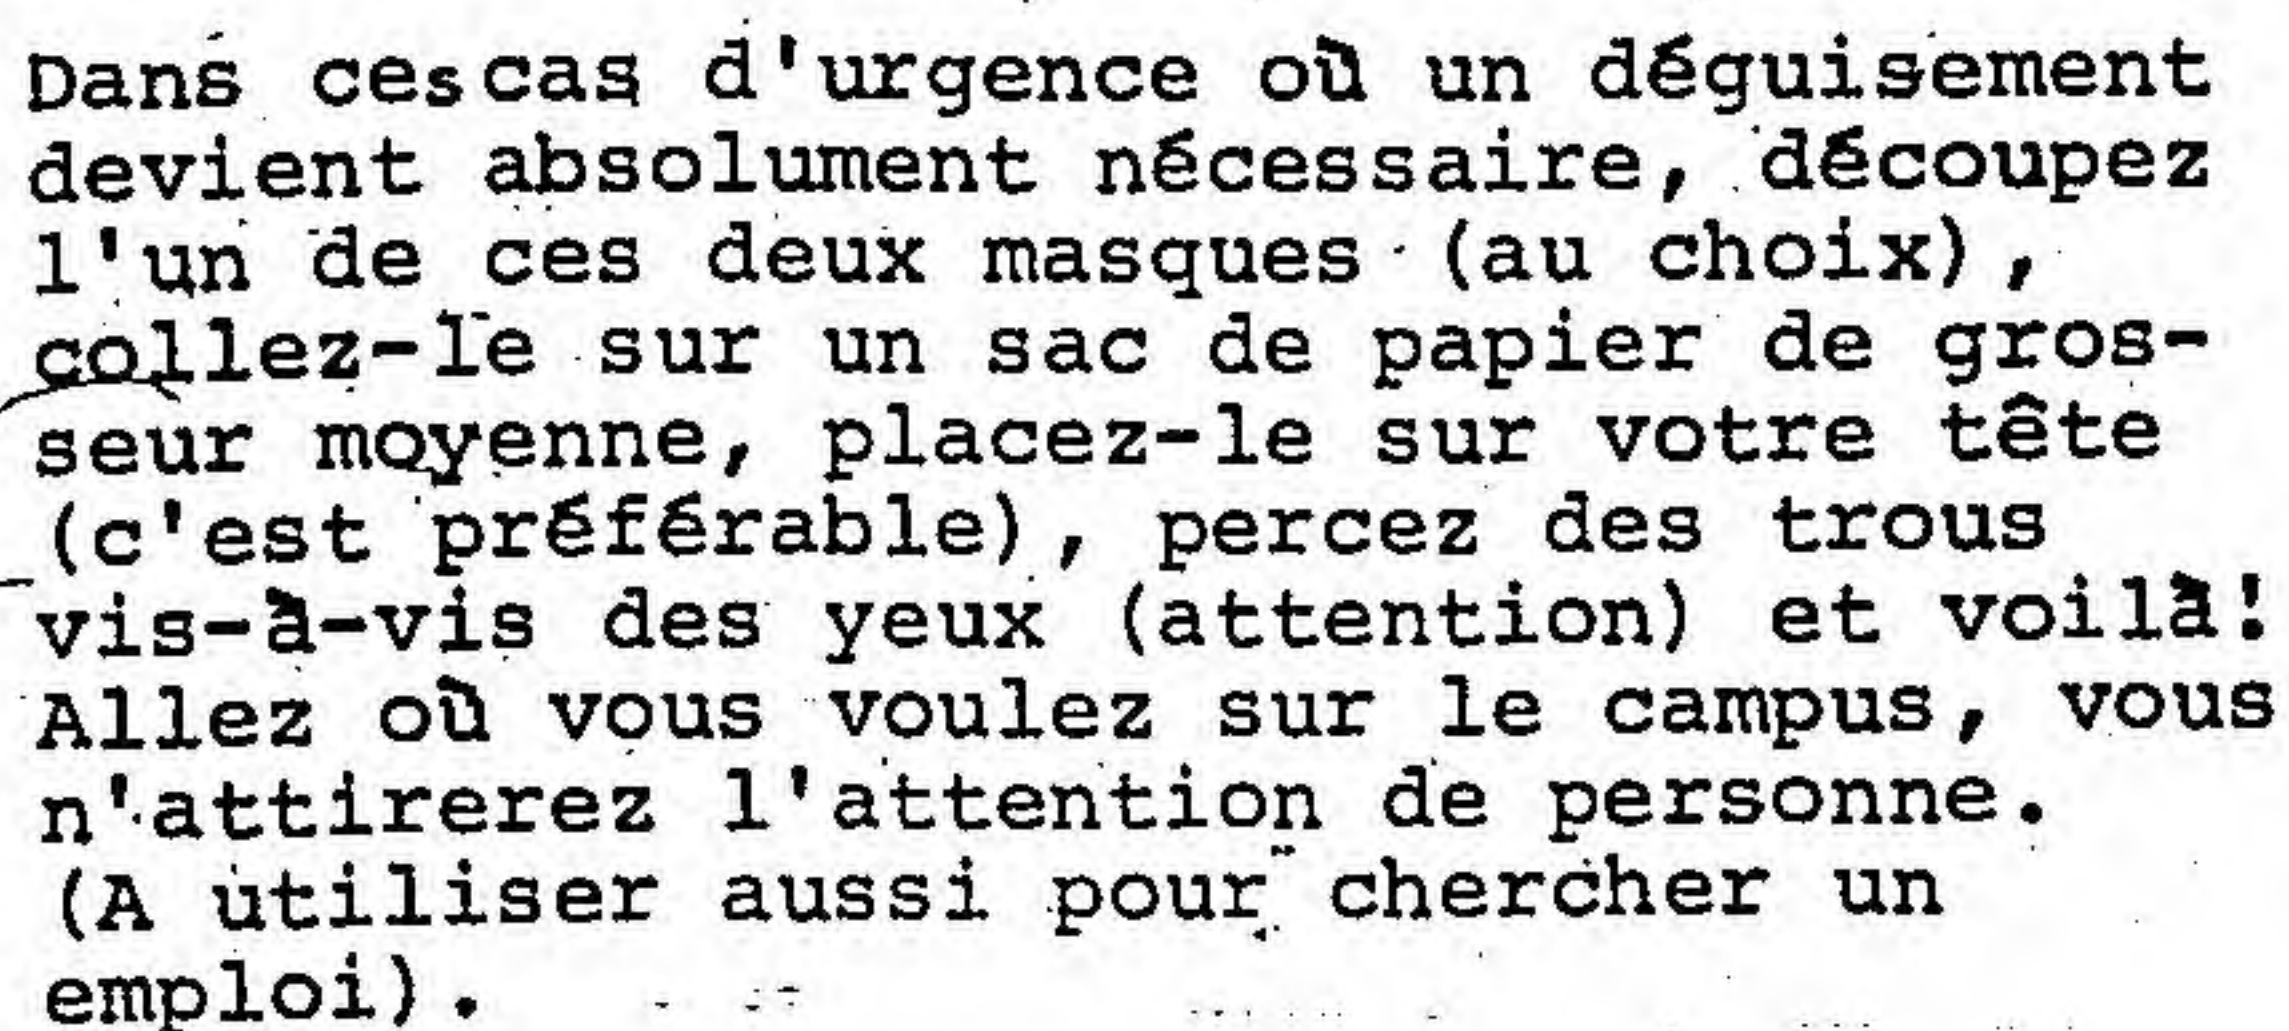 Dans ces cas d'urgence où un déguisement
devient absolument nécessaire, découpez
l'un de ces deux masques (au choix),
collez-le sur un sac de papier de gros-
seur moyenne, placez-le sur votre tête
(c'est préférable), percez des trous
vis-à-vis des yeux (attention) et voilà!
Allez où vous voulez sur le campus, vous
n'attirerez l'attention de personne.
(A utiliser aussi pour chercher un
emploi).